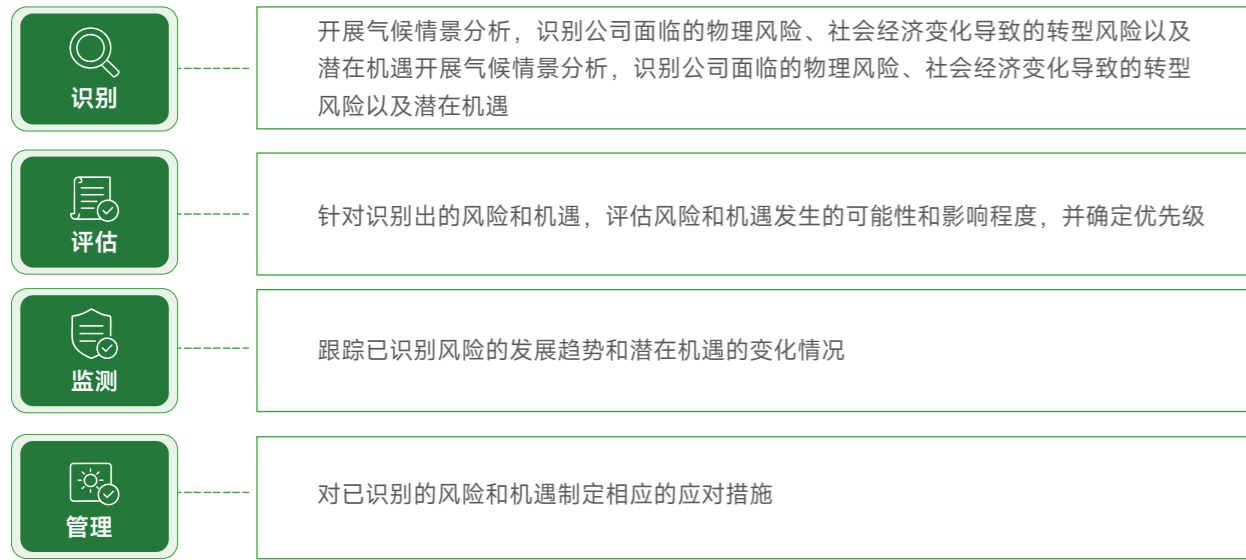 识别
开展气候情景分析，识别公司面临的物理风险、社会经济变化导致的转型风险以及
潜在机遇开展气候情景分析，识别公司面临的物理风险、社会经济变化导致的转型
风险以及潜在机遇
评估
针对识别出的风险和机遇，评估风险和机遇发生的可能性和影响程度，并确定优先级
监测
跟踪已识别风险的发展趋势和潜在机遇的变化情况
管理
对已识别的风险和机遇制定相应的应对措施